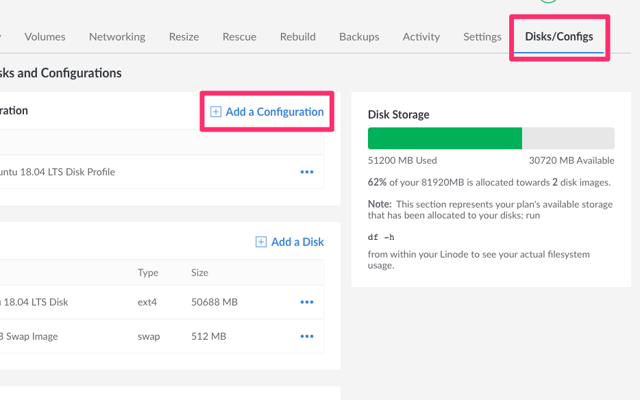 Volumes Networking Resize Rescue Rebuild Backups Activity Settings Disks/Configs
sks and Configurations
ration
Add a Configuration
untu 18.04 LTS Disk Profile
Add a Disk
Type Size
18.04 LTS Disk ext4 50688 MB
B Swap Image swap 512 MB
Disk Storage
51200 MB Used 30720 MB Available
62% of your 81920MB is allocated towards 2 disk images.
Note: This section represents your plan's available storage
that has been allocated to your disks; run
df -h
from within your Linode to see your actual filesystem
usage.